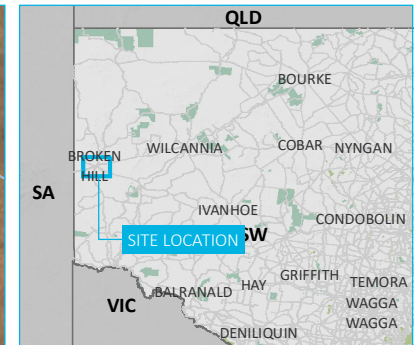 QLD
BOURKE
WILCANNIA
COBAR
NYNGAN
BROKEN
HILL
SA
IVANHOE
CONDOBOLIN
SITE LOCATION
SW
GRIFFITH
TEMORA
BALRANALD
HAY
WAGGA
WAGGA
VIC
DENILIQUIN